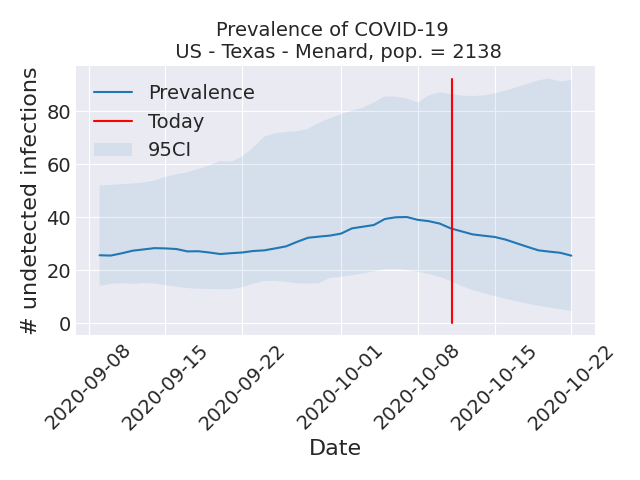 Prevalence of COVID-19
US - Texas - Menard, pop. = 2138
# undetected infections
80
60
40
20
0
Prevalence
Today
95CI
2020-09-08
2020-09-15
2020-09-22
2020-10-01
2020-10-08
2020-10-15
2020-10-22
Date